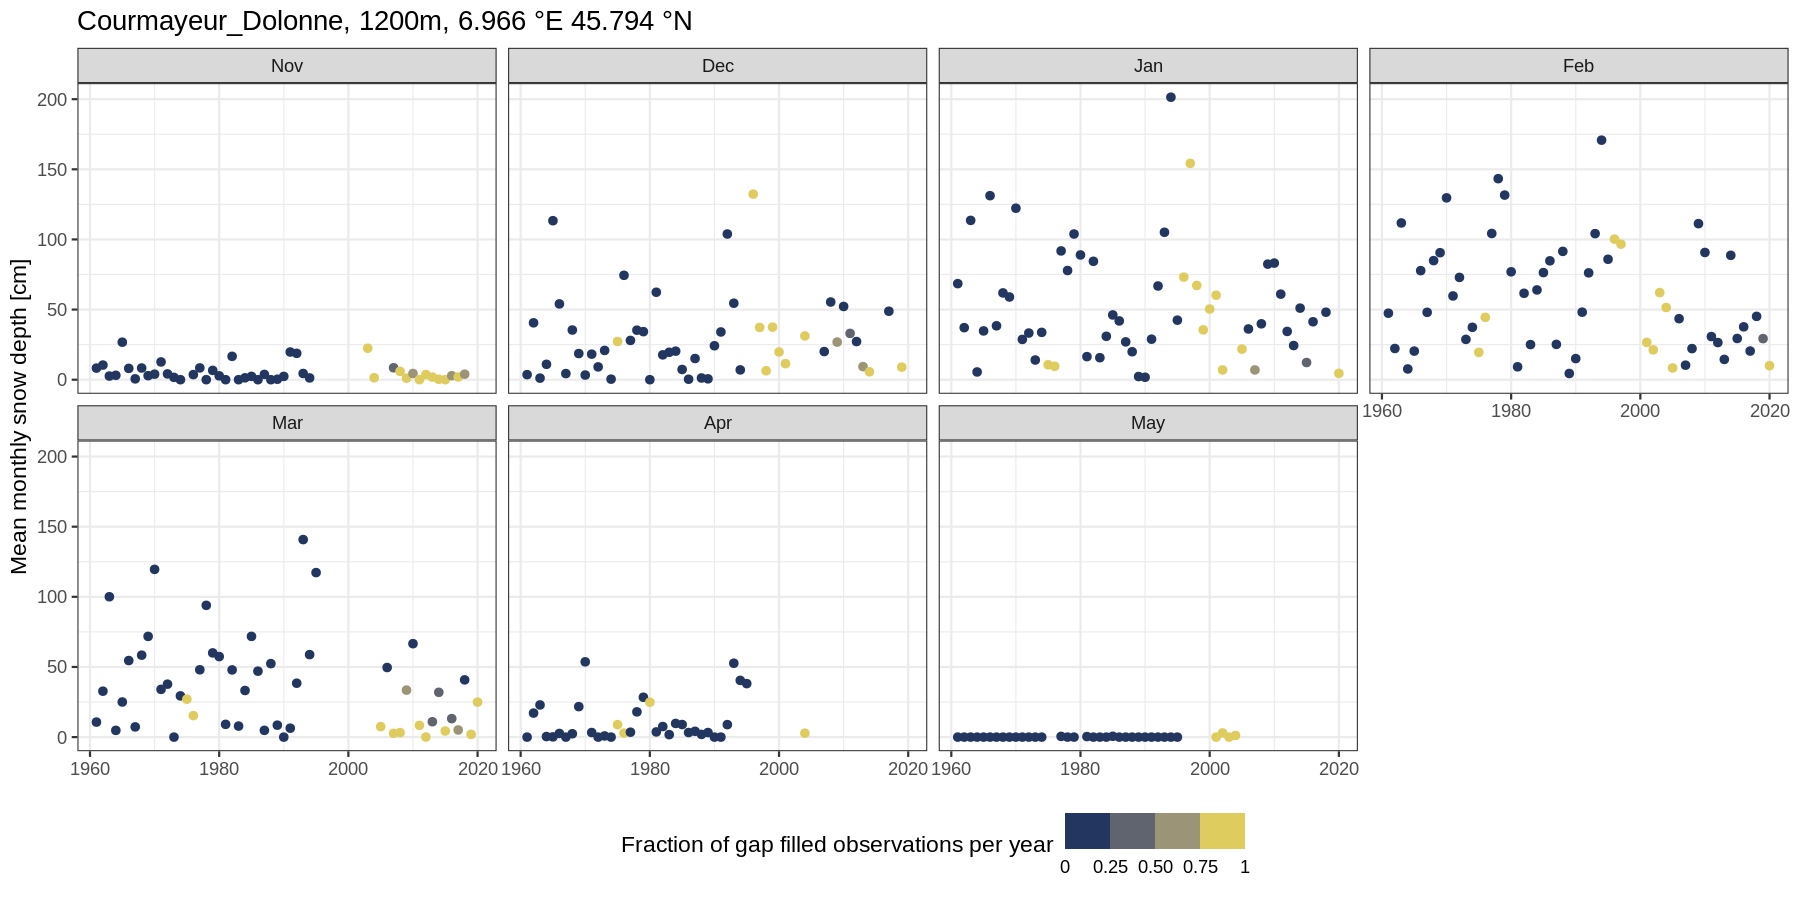 Courmayeur_Dolonne, 1200m, 6.966 °E 45.794 °N
Nov Dec Jan Feb
200
150
100
50
0
1960 1980 2000 2020
Mar Apr May
200
150
100
50
0
1960 1980 2000 2020 1960 1980 2000 2020 1960 1980 2000 2020
Mean monthly snow depth [cm]
Fraction of gap filled observations per year
0 0.25 0.50 0.75 1